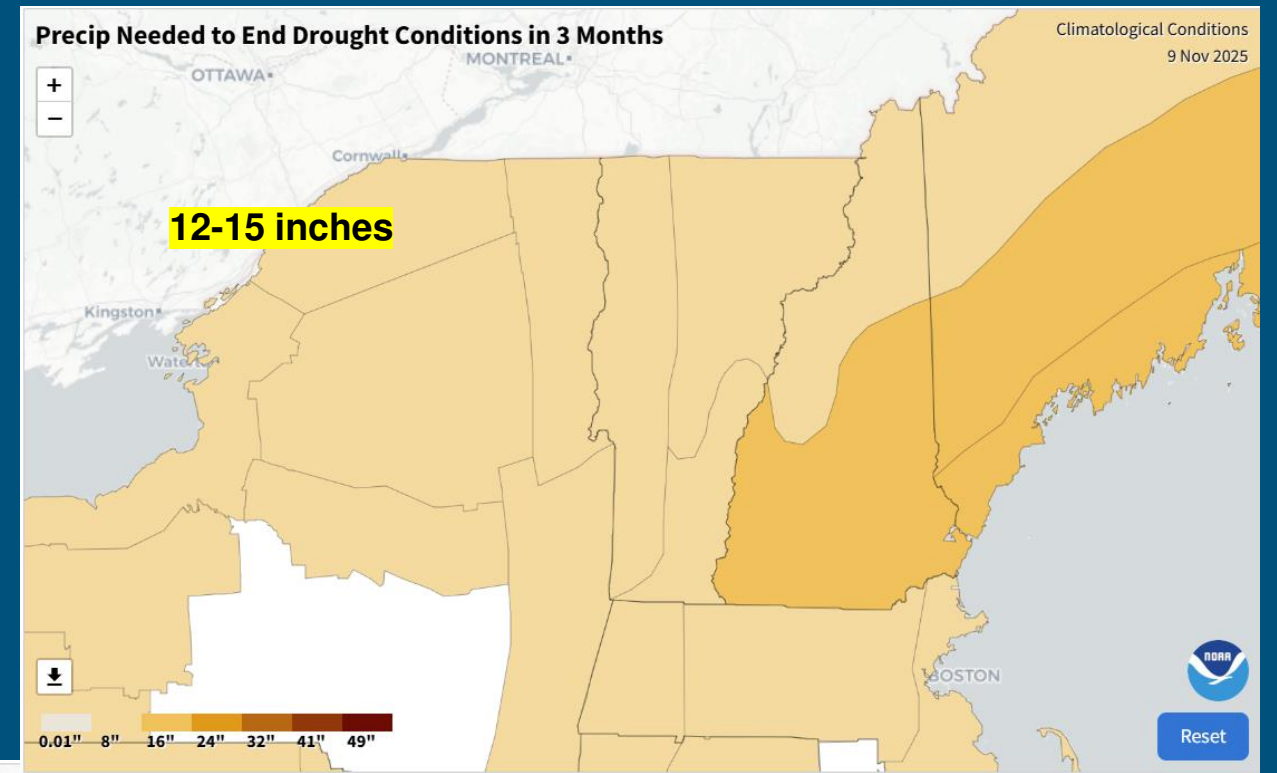 Precip Needed to End Drought Conditions in 3 Months
Climatological Conditions
9 Nov 2025
+
−
OTTAWA
MONTREAL
Cornwall
12-15 inches
Kingston
BOSTON
NOAA
0.01" 8" 16" 24" 32" 41" 49"
Reset